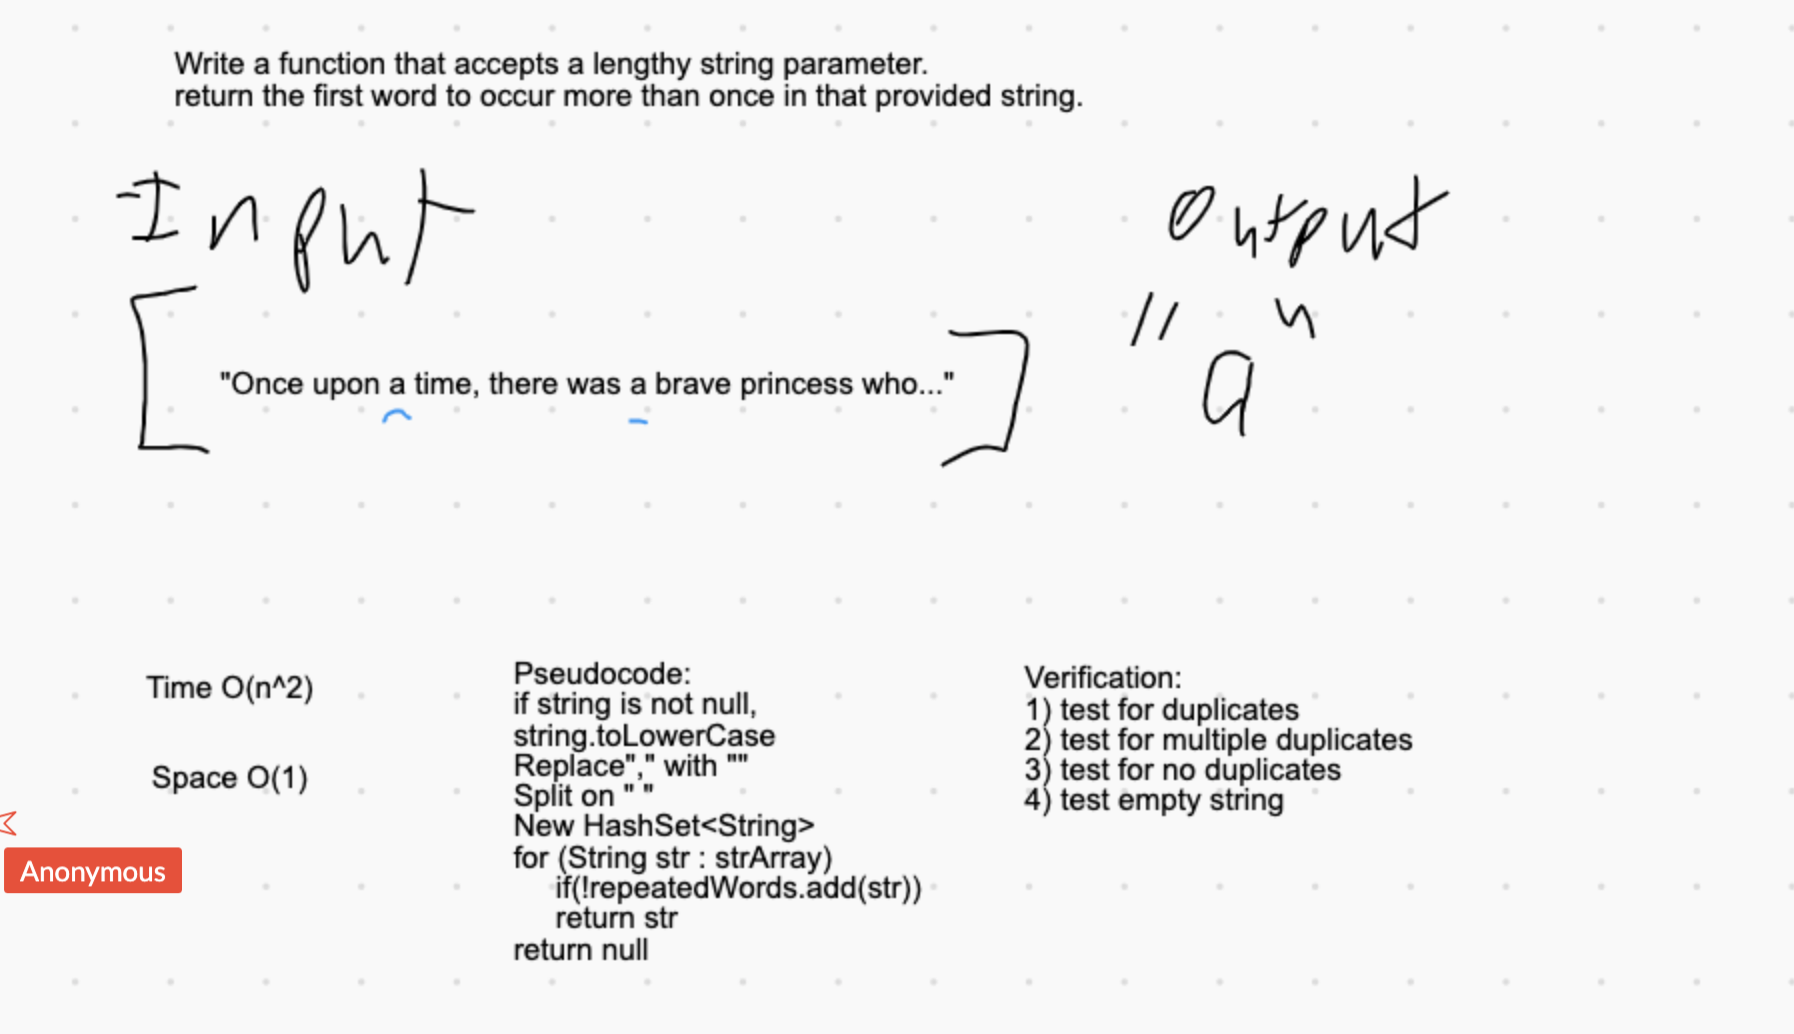 Write a function that accepts a lengthy string parameter.
return the first word to occur more than once in that provided string.
Input
Output
"Once upon a time, there was a brave princess who..."
"a"
Time O(n^2)
Space O(1)
Anonymous
Pseudocode:
if string is not null,
string.toLowerCase
Replace"," with ""
Split on " "
New HashSet<String>
for (String str : strArray)
if(!repeatedWords.add(str))
return str
return null
Verification:
1) test for duplicates
2) test for multiple duplicates
3) test for no duplicates
4) test empty string